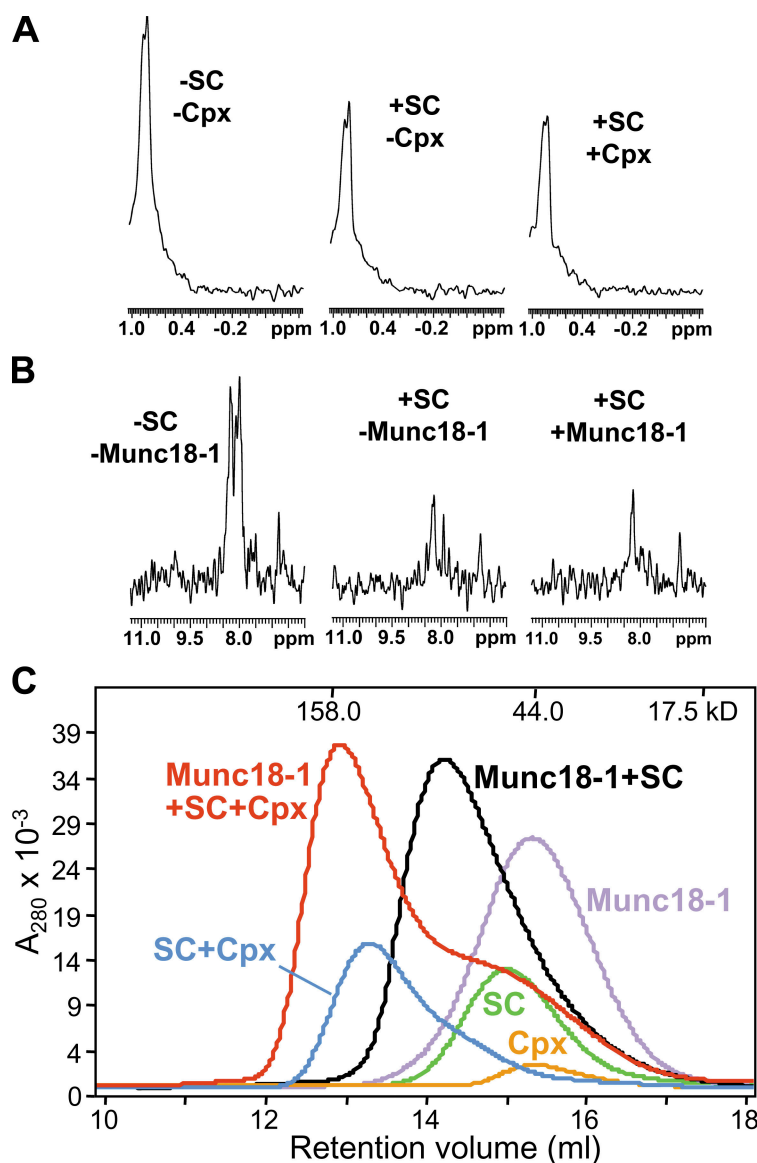 A
-SC
-Cpx
+SC
-Cpx
+SC
+Cpx
1.0 0.4 -0.2 ppm
1.0 0.4 -0.2 ppm
1.0 0.4 -0.2 ppm
B
-SC
-Munc18-1
+SC
-Munc18-1
+SC
+Munc18-1
11.0 9.5 8.0 ppm
11.0 9.5 8.0 ppm
11.0 9.5 8.0 ppm
C
158.0 44.0 17.5 kD
39
34
29
24
19
14
9
4
0
A280 x 10-3
Munc18-1
+SC+Cpx
Munc18-1+SC
Munc18-1
SC+Cpx
SC
Cpx
10 12 14 16 18
Retention volume (ml)